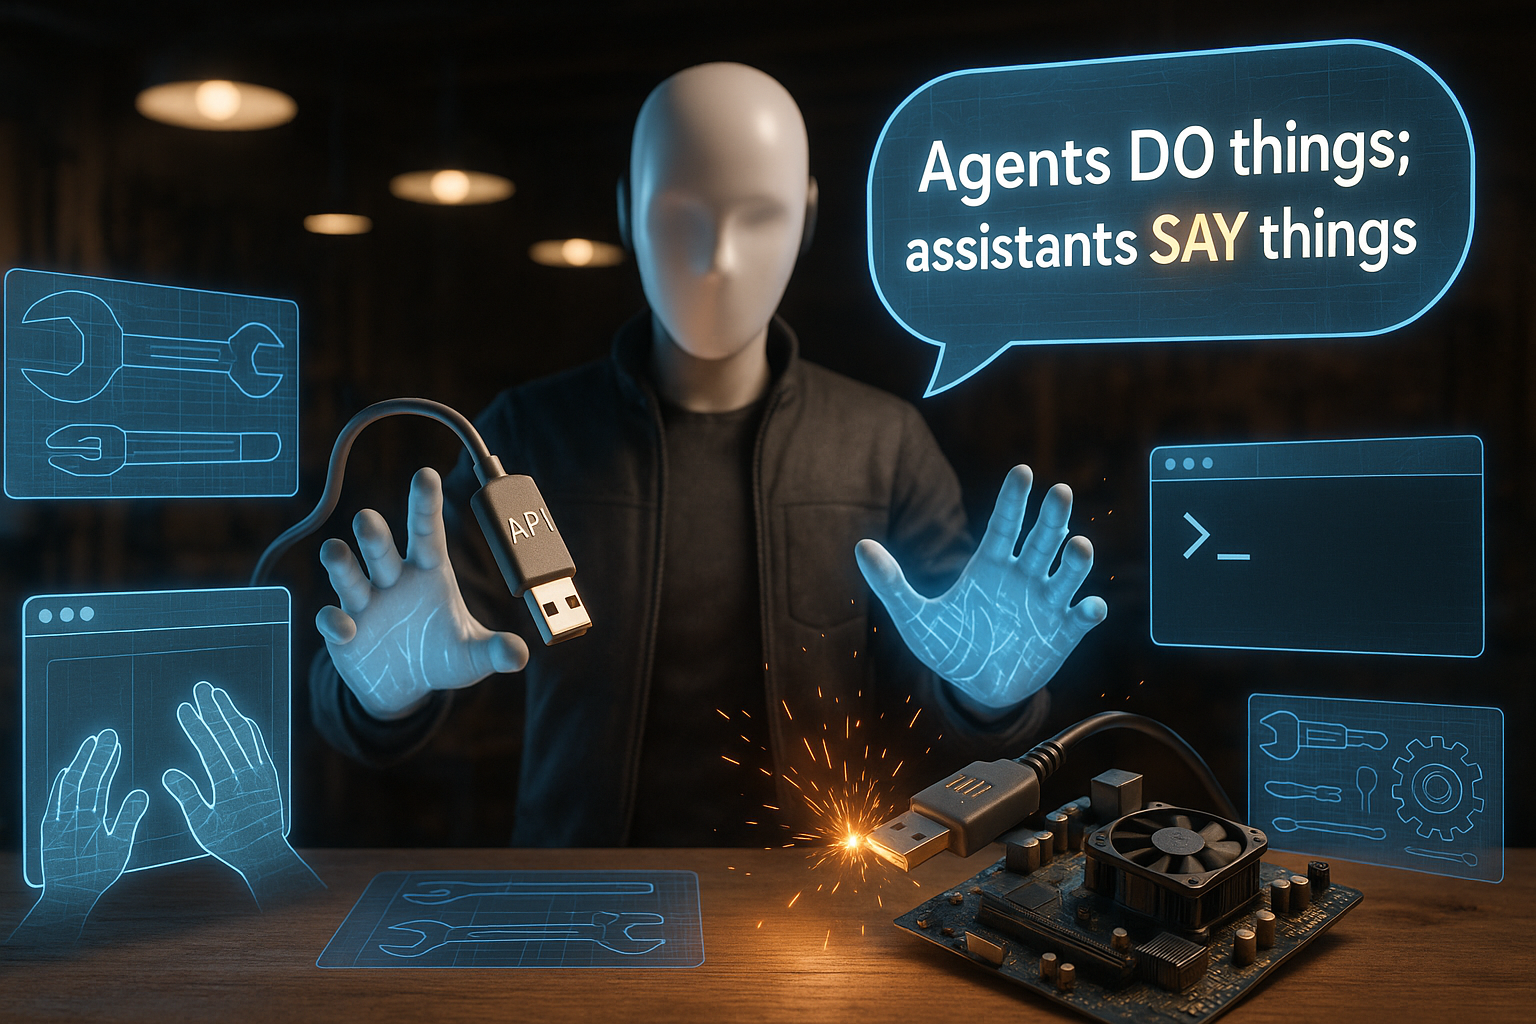 Agents DO things;
assistants SAY things
API
>_